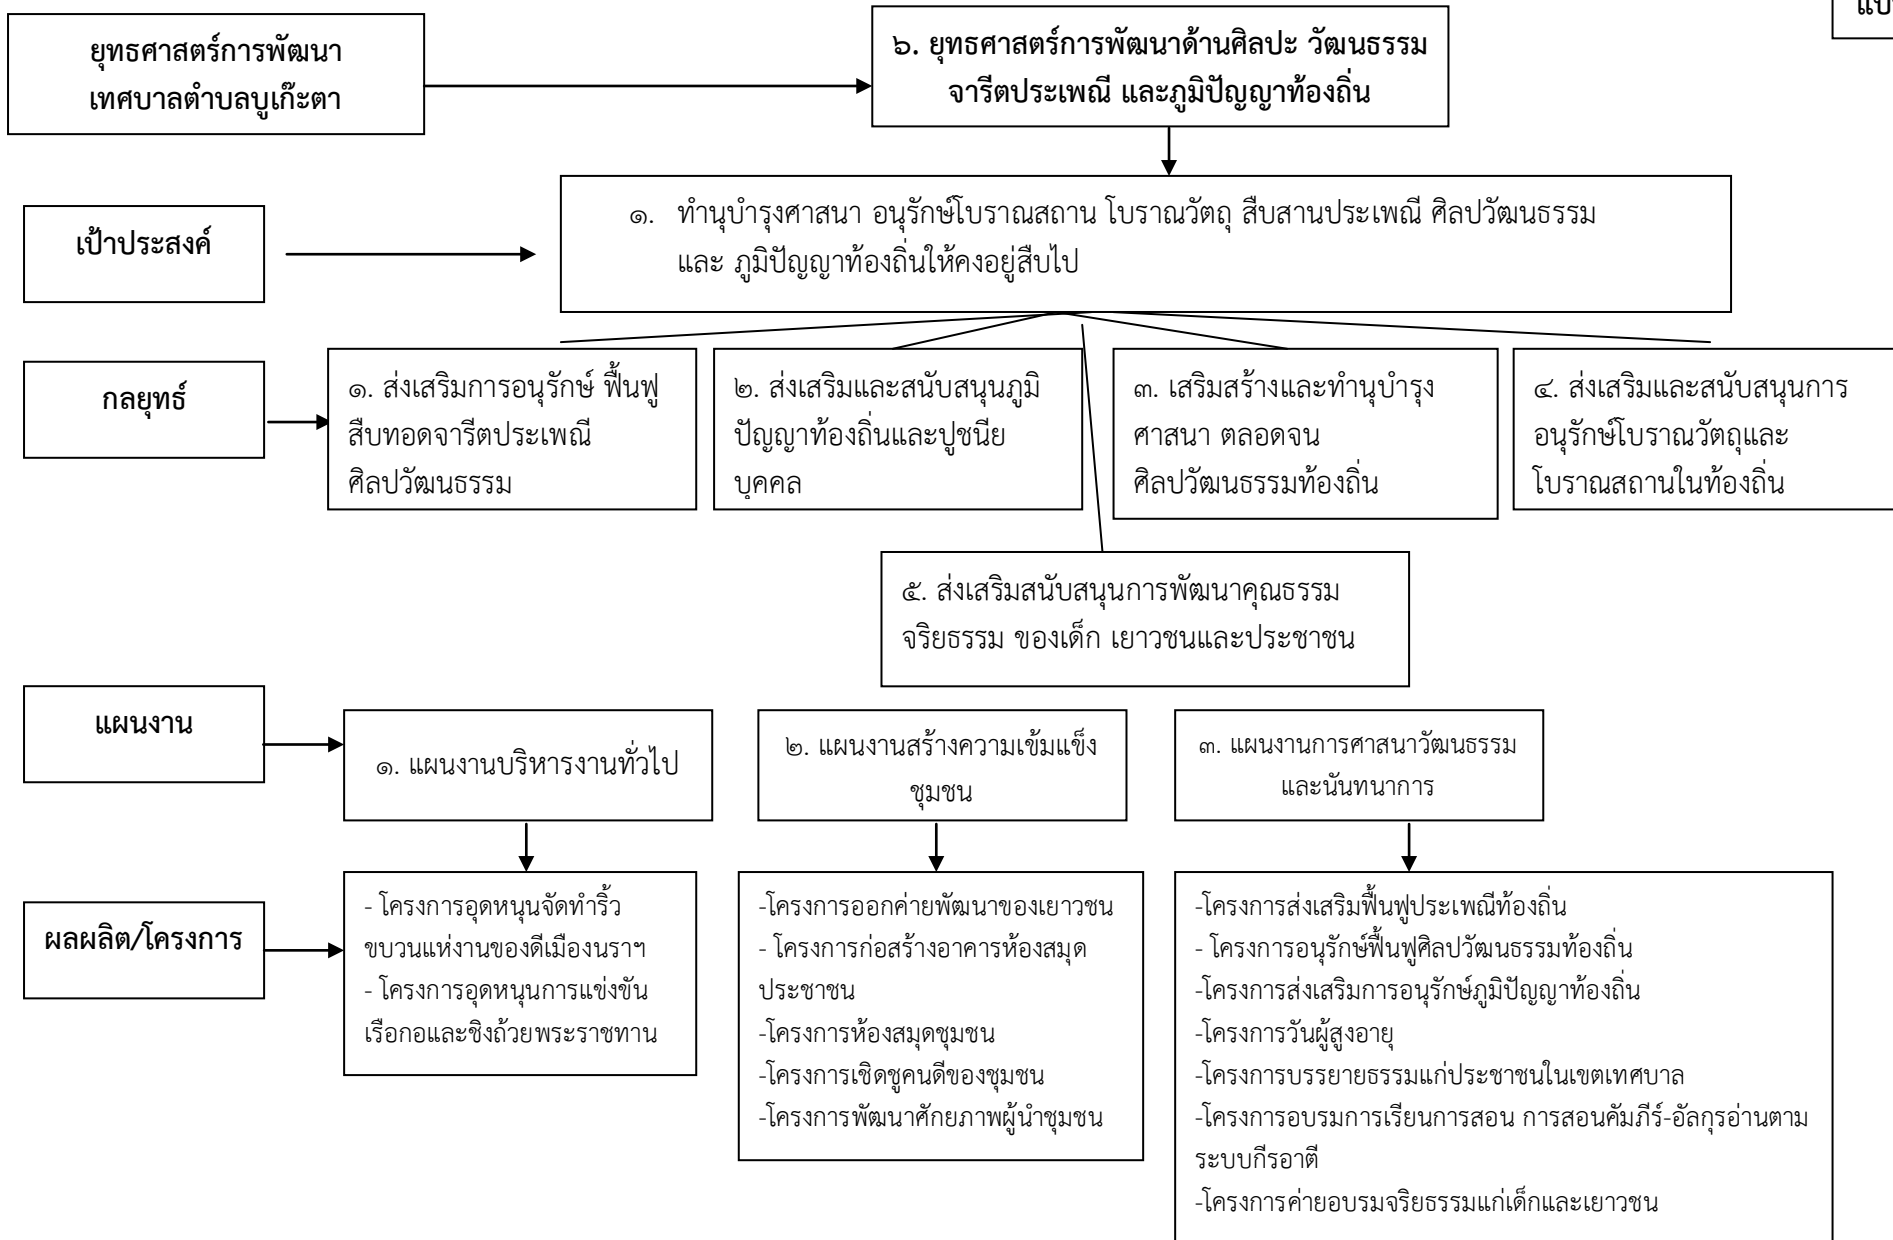 แบ
ยุทธศาสตร์การพัฒนา
เทศบาลตำบลบูเก๊ะตา
๖. ยุทธศาสตร์การพัฒนาด้านศิลปะ วัฒนธรรม
จารีตประเพณี และภูมิปัญญาท้องถิ่น
เป้าประสงค์
๑. ทำนุบำรุงศาสนา อนุรักษ์โบราณสถาน โบราณวัตถุ สืบสานประเพณี ศิลปวัฒนธรรม
และ ภูมิปัญญาท้องถิ่นให้คงอยู่สืบไป
กลยุทธ์
๑. ส่งเสริมการอนุรักษ์ ฟื้นฟู
สืบทอดจารีตประเพณี
ศิลปวัฒนธรรม
๒. ส่งเสริมและสนับสนุนภูมิ
ปัญญาท้องถิ่นและปูชนีย
บุคคล
๓. เสริมสร้างและทำนุบำรุง
ศาสนา ตลอดจน
ศิลปวัฒนธรรมท้องถิ่น
๔. ส่งเสริมและสนับสนุนการ
อนุรักษ์โบราณวัตถุและ
โบราณสถานในท้องถิ่น
๕. ส่งเสริมสนับสนุนการพัฒนาคุณธรรม
จริยธรรม ของเด็ก เยาวชนและประชาชน
แผนงาน
๑. แผนงานบริหารงานทั่วไป
๒. แผนงานสร้างความเข้มแข็ง
ชุมชน
๓. แผนงานการศาสนาวัฒนธรรม
และนันทนาการ
ผลผลิต/โครงการ
- โครงการอุดหนุนจัดทำริ้ว
ขบวนแห่งานของดีเมืองนราฯ
- โครงการอุดหนุนการแข่งขัน
เรือกอและชิงถ้วยพระราชทาน
-โครงการออกค่ายพัฒนาของเยาวชน
- โครงการก่อสร้างอาคารห้องสมุด
ประชาชน
-โครงการห้องสมุดชุมชน
-โครงการเชิดชูคนดีของชุมชน
-โครงการพัฒนาศักยภาพผู้นำชุมชน
-โครงการส่งเสริมฟื้นฟูประเพณีท้องถิ่น
- โครงการอนุรักษ์ฟื้นฟูศิลปวัฒนธรรมท้องถิ่น
-โครงการส่งเสริมการอนุรักษ์ภูมิปัญญาท้องถิ่น
-โครงการวันผู้สูงอายุ
-โครงการบรรยายธรรมแก่ประชาชนในเขตเทศบาล
-โครงการอบรมการเรียนการสอน การสอนคัมภีร์-อัลกุรอ่านตาม
ระบบกีรอาตี
-โครงการค่ายอบรมจริยธรรมแก่เด็กและเยาวชน